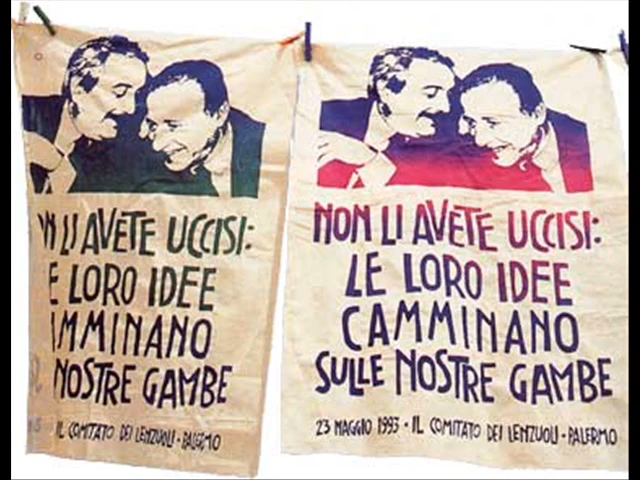 N LI AVETE UCCISI:
E LORO IDEE
MMINANO
NOSTRE GAMBE
IL COMITATO DEI LENZUOLI - PALERMO
NON LI AVETE UCCISI:
LE LORO IDEE
CAMMINANO
SULLE NOSTRE GAMBE
23 MAGGIO 1993 • IL COMITATO DEI LENZUOLI - PALERMO